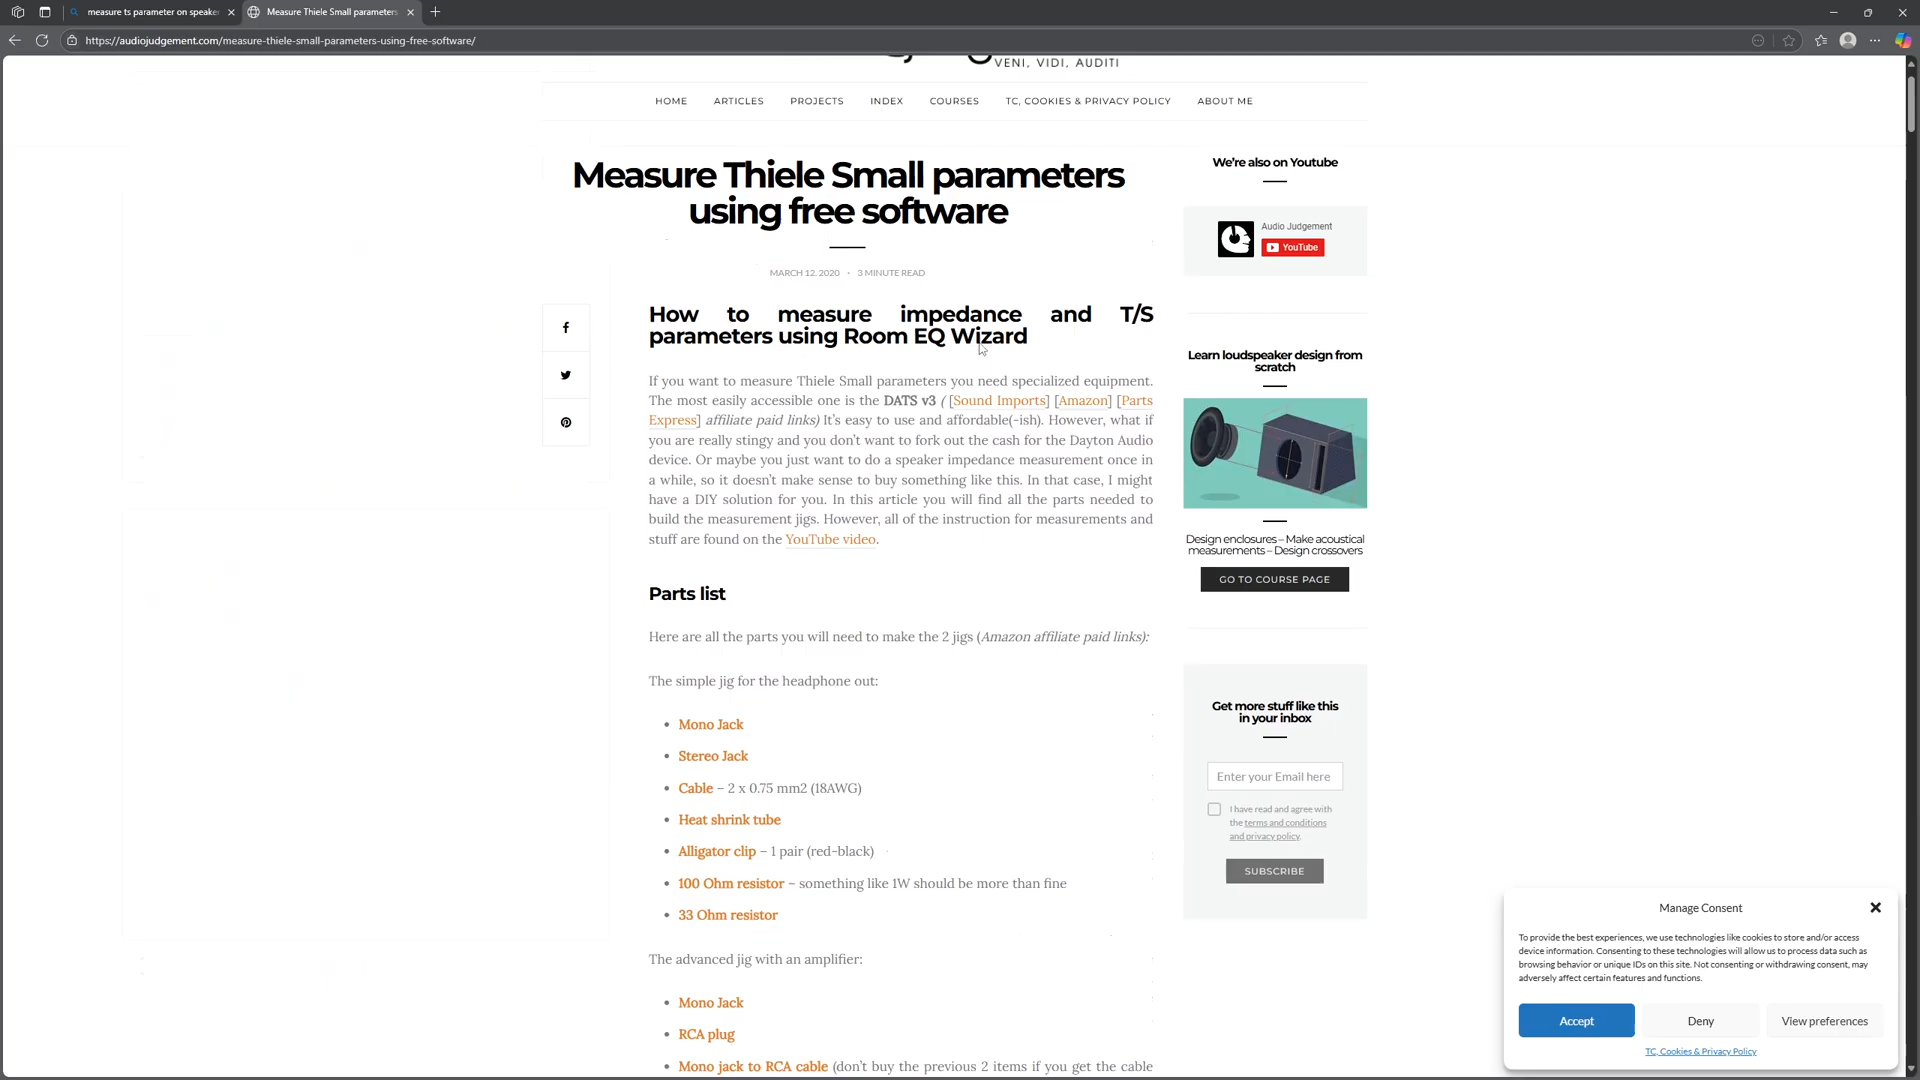 measure ts parameter on speake
Measure Thiele Small parameters
https://audiojudgement.com/measure-thiele-small-parameters-using-free-software/
VENI, VIDI, AUDITI
HOME ARTICLES PROJECTS INDEX COURSES TC, COOKIES & PRIVACY POLICY ABOUT ME
Measure Thiele Small parameters
using free software
MARCH 12, 2020 · 3 MINUTE READ
How to measure impedance and T/S
parameters using Room EQ Wizard
If you want to measure Thiele Small parameters you need specialized equipment.
The most easily accessible one is the DATS v3 ( [Sound Imports] [Amazon] [Parts
Express] affiliate paid links) It’s easy to use and affordable(-ish). However, what if
you are really stingy and you don’t want to fork out the cash for the Dayton Audio
device. Or maybe you just want to do a speaker impedance measurement once in
a while, so it doesn’t make sense to buy something like this. In that case, I might
have a DIY solution for you. In this article you will find all the parts needed to
build the measurement jigs. However, all of the instruction for measurements and
stuff are found on the YouTube video.
Parts list
Here are all the parts you will need to make the 2 jigs (Amazon affiliate paid links):
The simple jig for the headphone out:
• Mono Jack
• Stereo Jack
• Cable – 2 x 0.75 mm2 (18AWG)
• Heat shrink tube
• Alligator clip – 1 pair (red-black)
• 100 Ohm resistor – something like 1W should be more than fine
• 33 Ohm resistor
The advanced jig with an amplifier:
• Mono Jack
• RCA plug
• Mono jack to RCA cable (don’t buy the previous 2 items if you get the cable
We’re also on Youtube
Audio Judgement
YouTube
Learn loudspeaker design from
scratch
Design enclosures – Make acoustical
measurements – Design crossovers
GO TO COURSE PAGE
Get more stuff like this
in your inbox
Enter your Email here
I have read and agree with
the terms and conditions
and privacy policy.
SUBSCRIBE
Manage Consent
To provide the best experiences, we use technologies like cookies to store and/or access
device information. Consenting to these technologies will allow us to process data such as
browsing behavior or unique IDs on this site. Not consenting or withdrawing consent, may
adversely affect certain features and functions.
Accept Deny View preferences
TC, Cookies & Privacy Policy